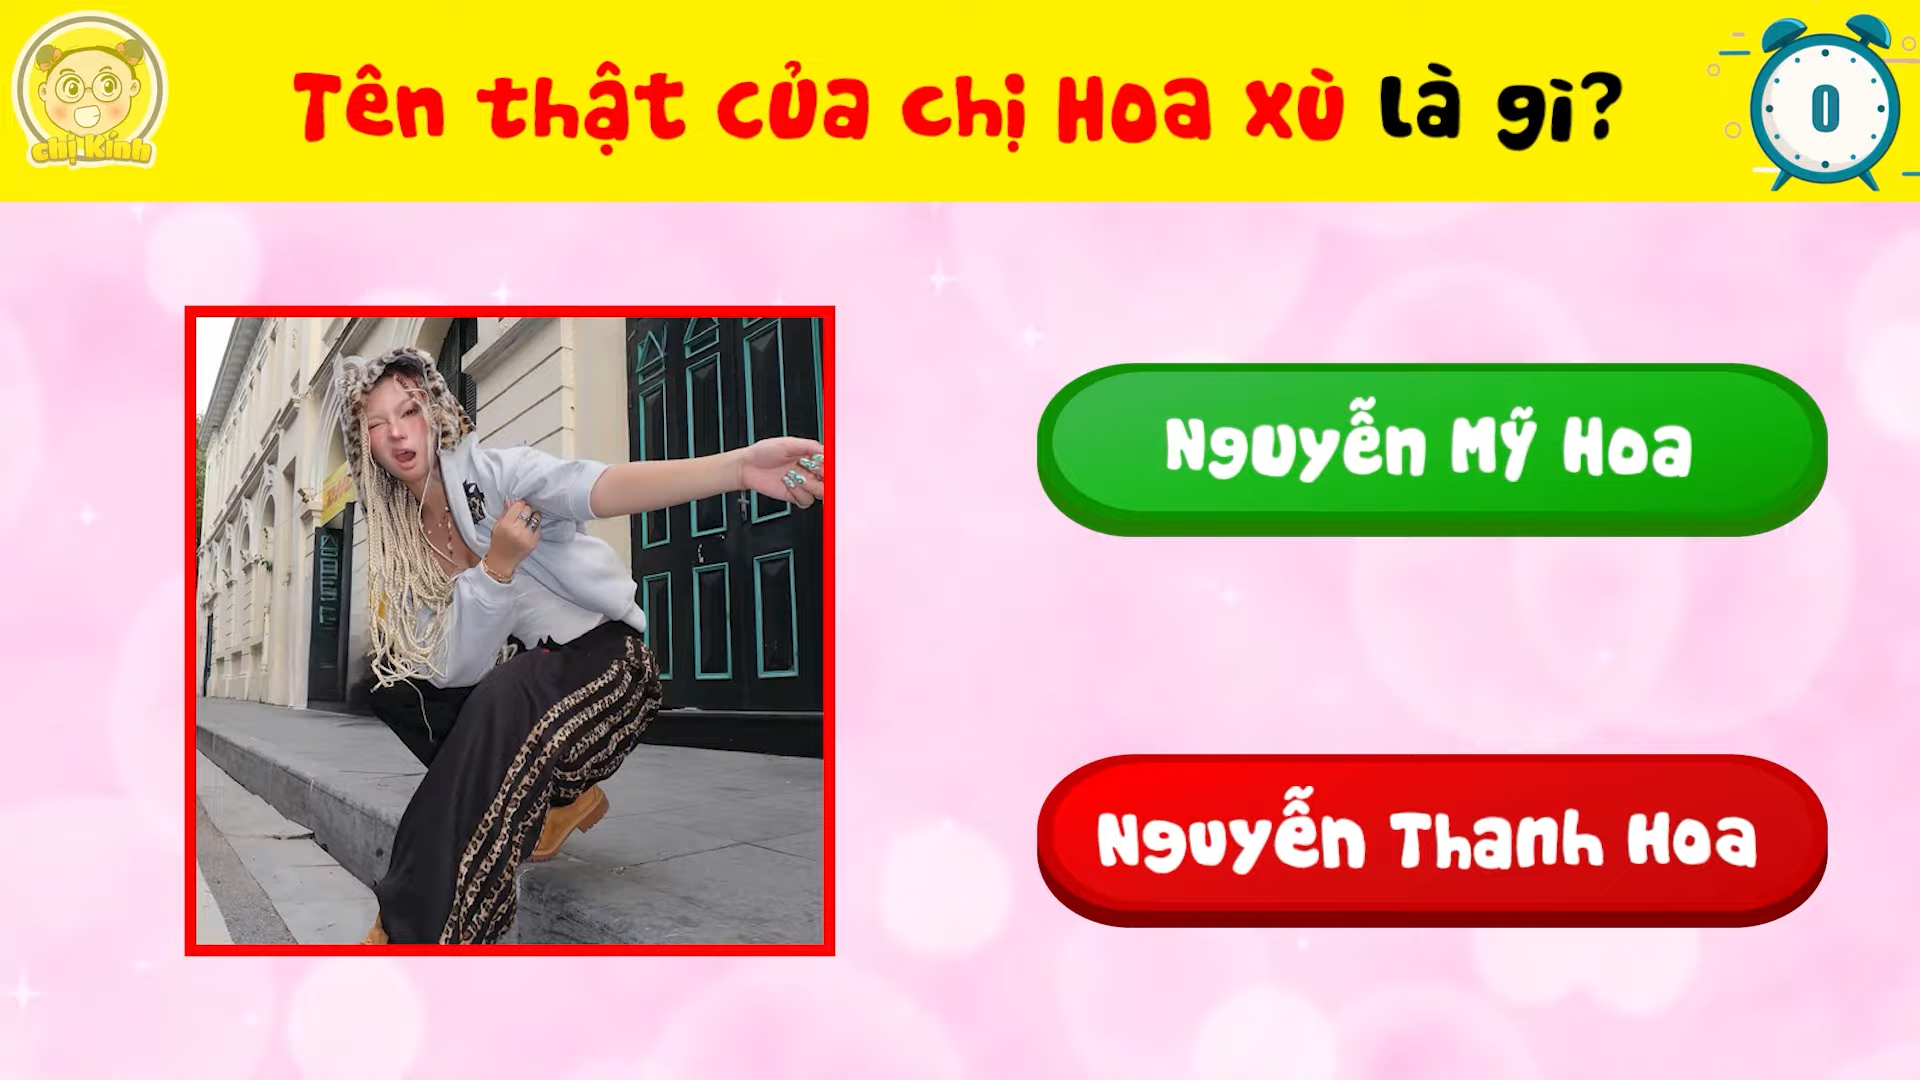 chị Kính
Tên thật của chị Hoa xù là gì?
0
Nguyễn Mỹ Hoa
Nguyễn Thanh Hoa